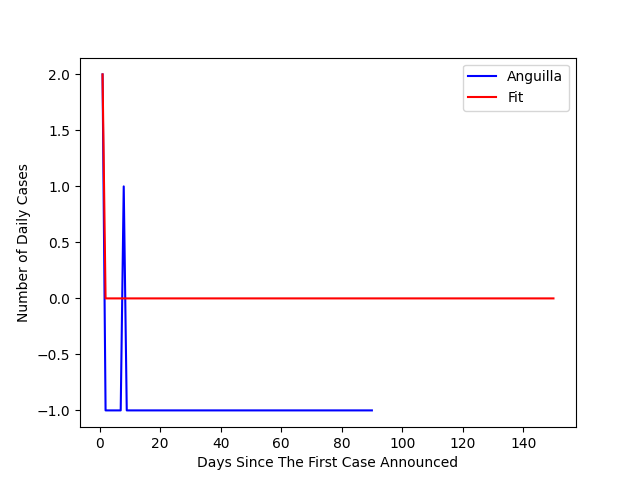 Anguilla
Fit
2.0
1.5
1.0
0.5
0.0
−0.5
−1.0
Number of Daily Cases
0 20 40 60 80 100 120 140
Days Since The First Case Announced